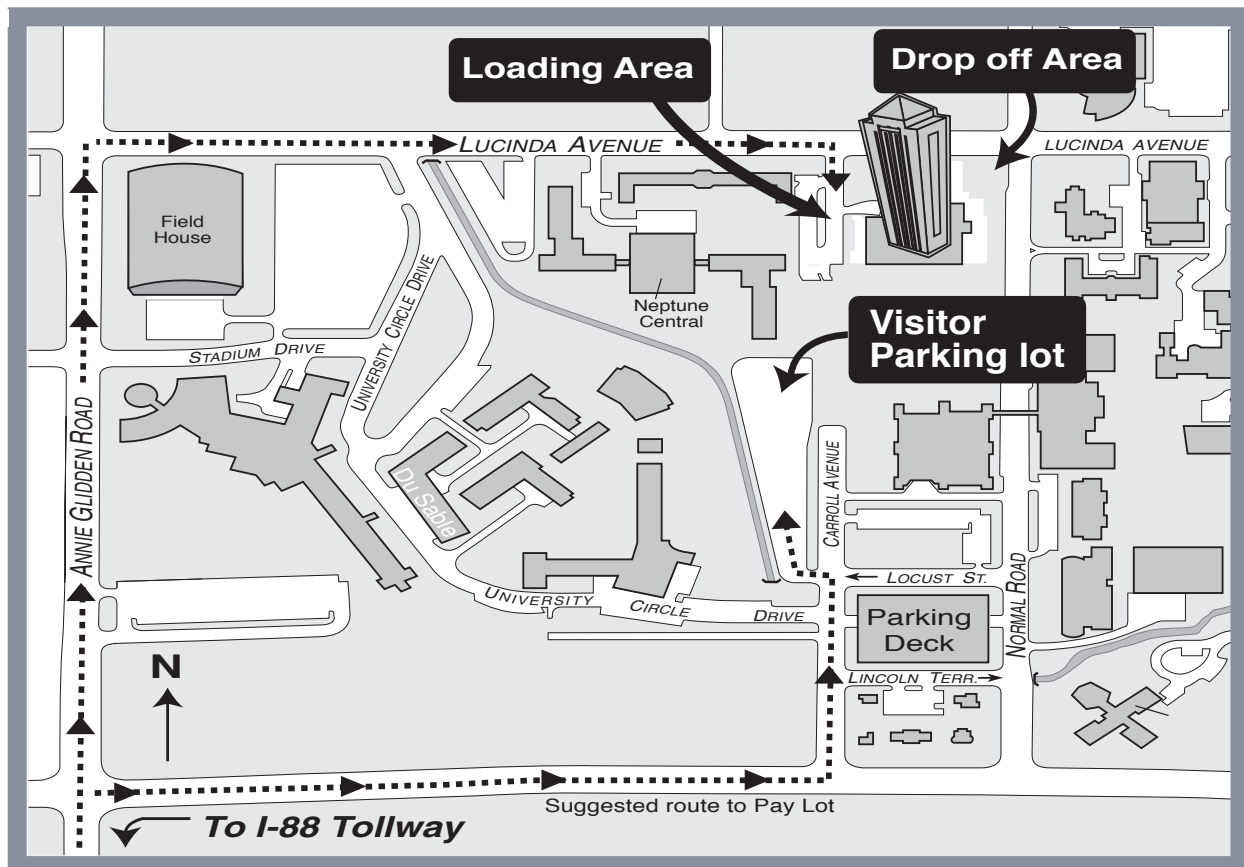 Loading Area
Drop off Area
LUCINDA AVENUE
LUCINDA AVENUE
Field
House
Neptune
Central
UNIVERSITY CIRCLE DRIVE
STADIUM DRIVE
Visitor
Parking lot
ANNIE GLIDDEN ROAD
Du Sable
CARROLL AVENUE
LOCUST ST.
UNIVERSITY CIRCLE DRIVE
Parking
Deck
NORMAL ROAD
LINCOLN TERR.
N
Suggested route to Pay Lot
To I-88 Tollway